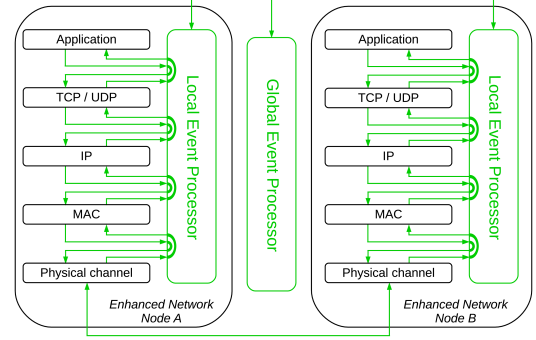 Application
TCP / UDP
IP
MAC
Physical channel
Local Event Processor
Enhanced Network
Node A
Global Event Processor
Application
TCP / UDP
IP
MAC
Physical channel
Local Event Processor
Enhanced Network
Node B